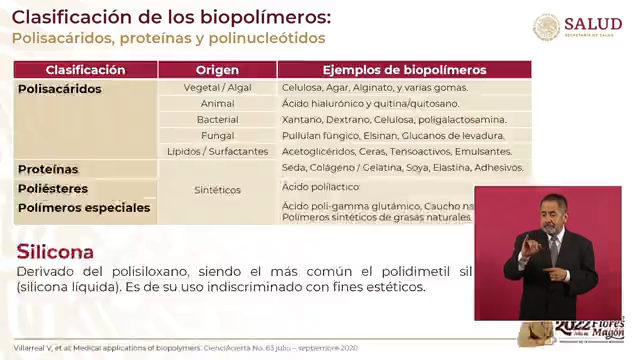 Clasificación de los biopolímeros:
Polisacáridos, proteínas y polinucleótidos
SALUD
SECRETARÍA DE SALUD
Clasificación Origen Ejemplos de biopolímeros
Polisacáridos Vegetal / Algal Celulosa, Agar, Alginato, y varias gomas.
Animal Ácido hialurónico y quitina/quitosano.
Bacterial Xantano, Dextrano, Celulosa, poligalactosamina.
Fungal Pullulan fúngico, Elsinan, Glucanos de levadura.
Lípidos / Surfactantes Acetoglicéridos, Ceras, Tensoactivos, Emulsantes.
Proteínas Seda, Colágeno / Gelatina, Soya, Elastina, Adhesivos.
Poliésteres Sintéticos Ácido poliláctico
Polímeros especiales Ácido poli-gamma glutámico, Caucho na
Polímeros sintéticos de grasas naturales
Silicona
Derivado del polisiloxano, siendo el más común el polidimetil sil
(silicona líquida). Es de su uso indiscriminado con fines estéticos.
2022 Flores
Magón
Villarreal V, et al; Medical applications of biopolymers. CienciAcierta No. 63 julio – septiembre 2020